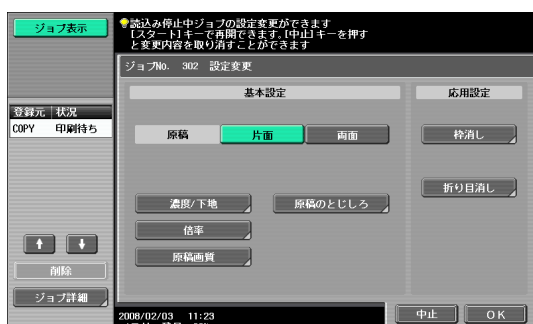 ジョブ表示
読込み停止中ジョブの設定変更ができます
[スタート]キーで再開できます。[中止]キーを押す
と変更内容を取り消すことができます
ジョブNo. 302 設定変更
基本設定
応用設定
登録元 状況
COPY 印刷待ち
原稿 片面 両面
枠消し
折り目消し
濃度/下地 原稿のとじしろ
倍率
原稿画質
↑ ↓
削除
ジョブ詳細
2008/02/03 11:23
中止 OK